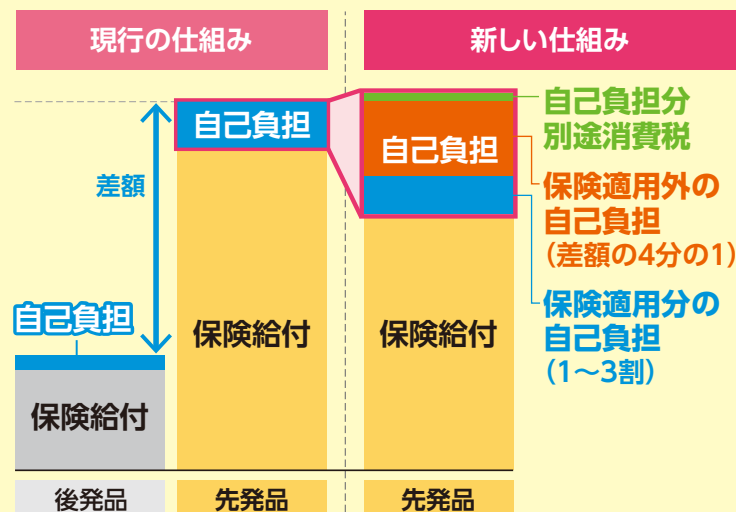 現行の仕組み
新しい仕組み
差額
自己負担
保険給付
後発品
自己負担
保険給付
先発品
自己負担
保険給付
先発品
自己負担分
別途消費税
保険適用外の
自己負担
(差額の4分の1)
保険適用分の
自己負担
(1～3割)